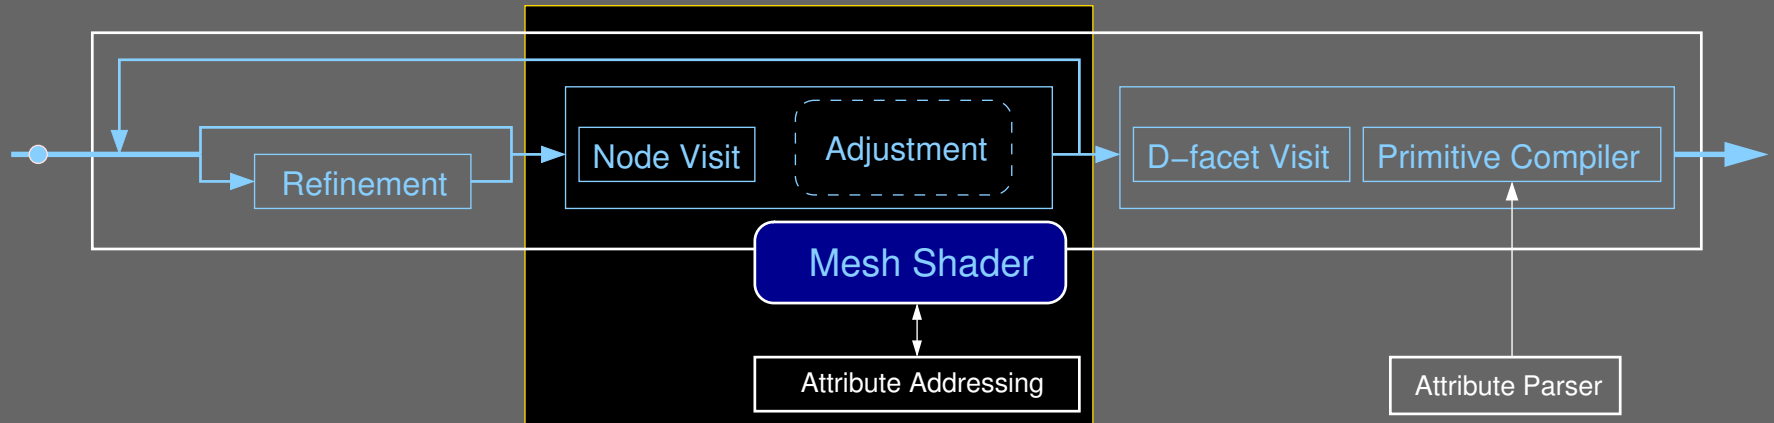 Refinement
Node Visit
Adjustment
D−facet Visit
Primitive Compiler
Mesh Shader
Attribute Addressing
Attribute Parser